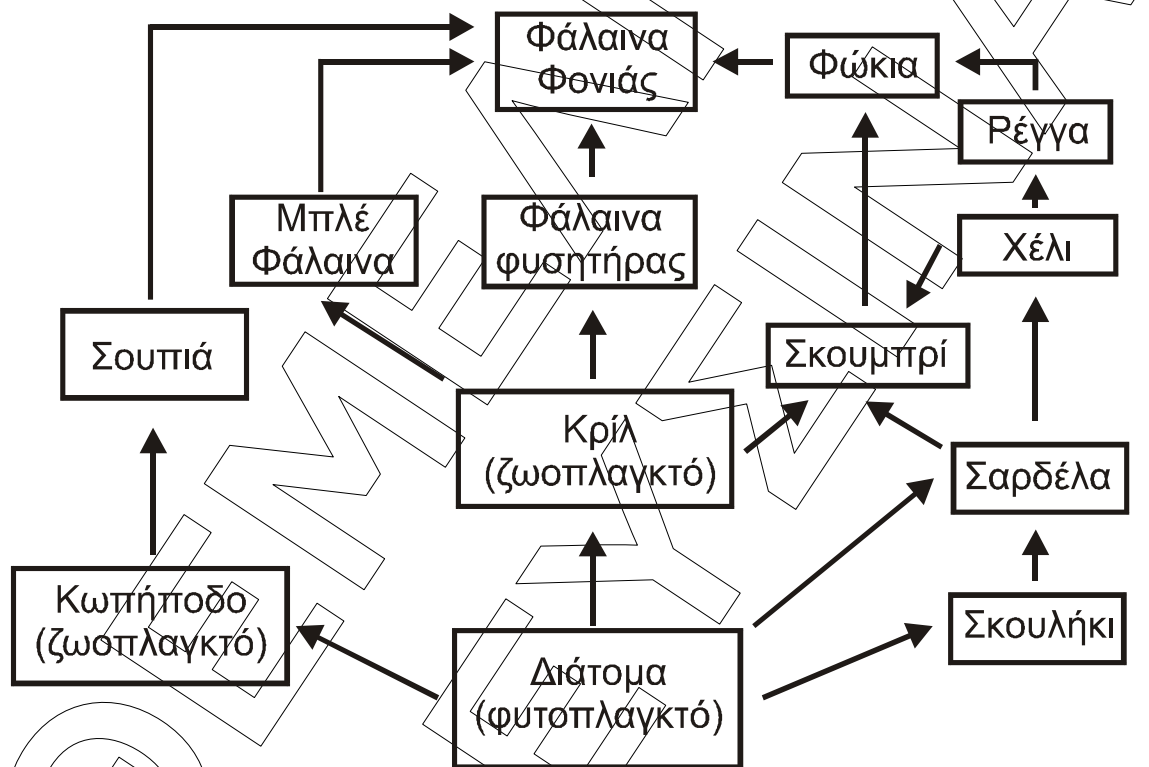 Φάλαινα
Φονιάς
Φώκια
Ρέγγα
Μπλέ
Φάλαινα
Φάλαινα
φυσητήρας
Χέλι
Σουπιά
Σκουμπρί
Κρίλ
(ζωοπλαγκτό)
Σαρδέλα
Κωπήποδο
(ζωοπλαγκτό)
Σκουλήκι
Διάτομα
(φυτοπλαγκτό)